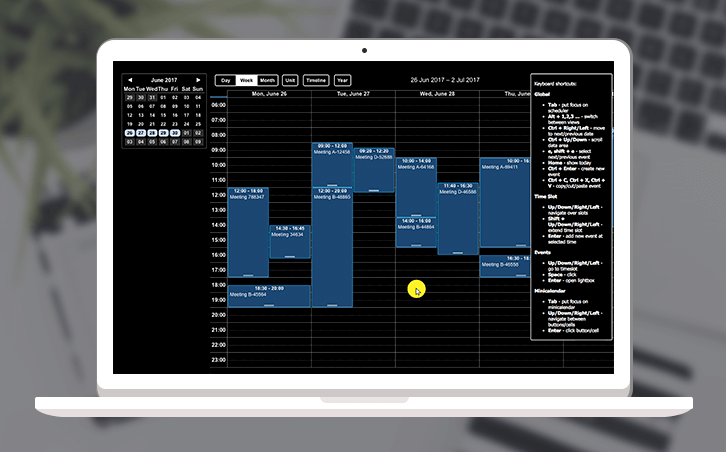 June 2017
Mon Tue Wed Thu Fri Sat Sun
29 30 31 01 02 03 04
05 06 07 08 09 10 11
12 13 14 15 16 17 18
19 20 21 22 23 24 25
26 27 28 29 30 01 02
03 04 05 06 07 08 09
Day Week Month Unit Timeline Year
26 Jun 2017 – 2 Jul 2017
Mon, June 26
Tue, June 27
Wed, June 28
Thu, June
06:00
07:00
08:00
09:00
10:00
11:00
12:00
13:00
14:00
15:00
16:00
17:00
18:00
19:00
20:00
21:00
22:00
23:00
12:00 - 18:00
Meeting 786347
14:30 - 16:45
Meeting 34634
18:30 - 20:00
Meeting B-45564
09:00 - 12:00
Meeting A-12458
09:20 - 12:30
Meeting D-52688
12:00 - 20:00
Meeting B-46865
10:00 - 14:00
Meeting A-64168
11:40 - 16:30
Meeting D-46588
14:00 - 16:00
Meeting B-44864
10:00 - 16
Meeting A-89411
16:30 - 18
Meeting B-46558
Keyboard shortcuts:
Global
• Tab - put focus on
scheduler
• Alt + 1,2,3 ... - switch
between views
• Ctrl + Right/Left - move
to next/previous date
• Ctrl + Up/Down - scroll
data area
• e, shift + e - select
next/previous event
• Home - show today
• Ctrl + Enter - create new
event
• Ctrl + C, Ctrl + X, Ctrl +
V - copy/cut/paste event
Time Slot
• Up/Down/Right/Left -
navigate over slots
• Shift +
Up/Down/Right/Left -
extend time slot
• Enter - add new event at
selected time
Events
• Up/Down/Right/Left -
go to timeslot
• Space - click
• Enter - open lightbox
Minicalendar
• Tab - put focus on
minicalendar
• Up/Down/Right/Left -
navigate between
buttons/cells
• Enter - click button/cell